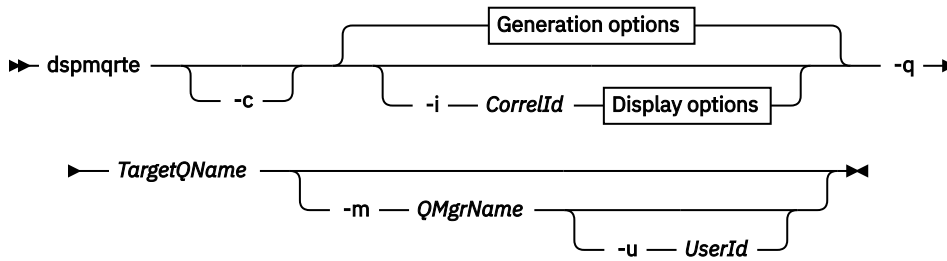 Generation options
dspmqrte
-q
-c
-i CorrelId Display options
TargetQName
-m QMgrName
-u UserId